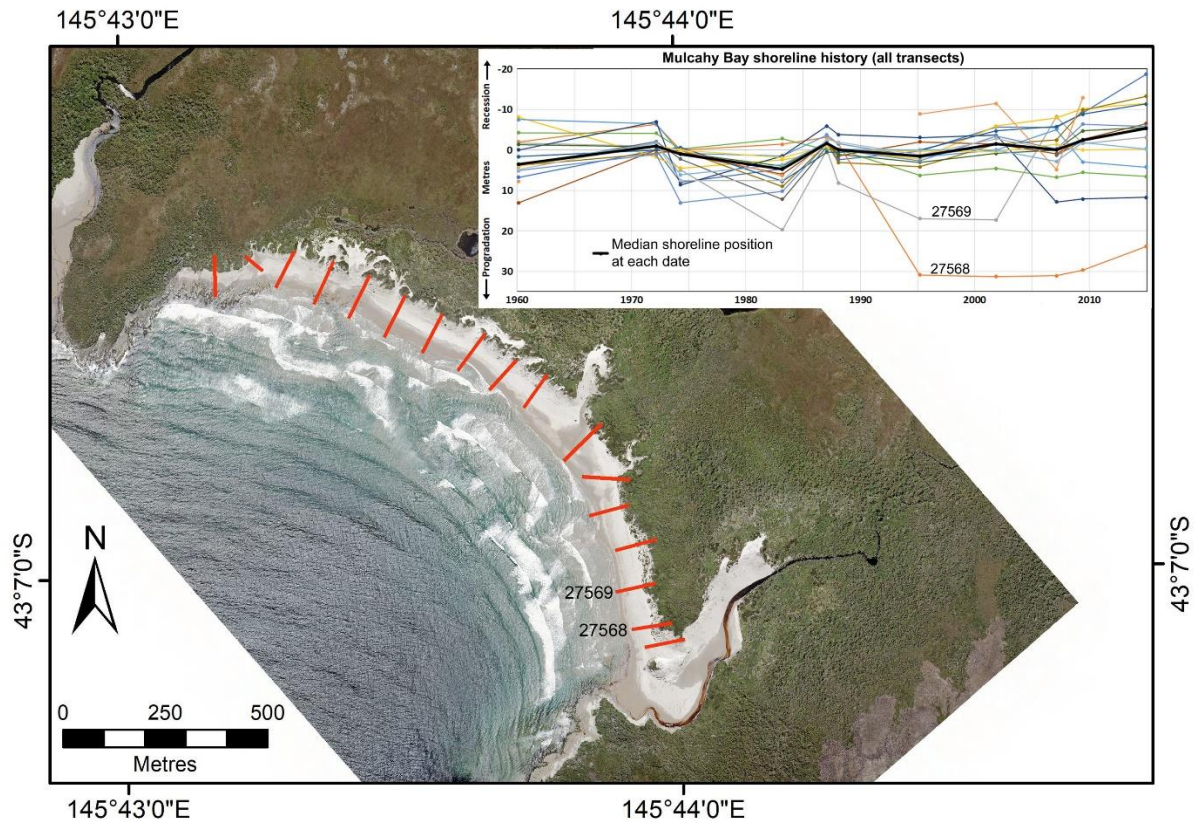 145°43'0"E
145°44'0"E
Mulcahy Bay shoreline history (all transects)
Recession
Metres
Progradation
-20
-10
0
10
20
30
27569
27568
Median shoreline position
at each date
1960
1970
1980
1990
2000
2010
43°7'0"S
43°7'0"S
N
27569
27568
0
250
500
Metres
145°43'0"E
145°44'0"E